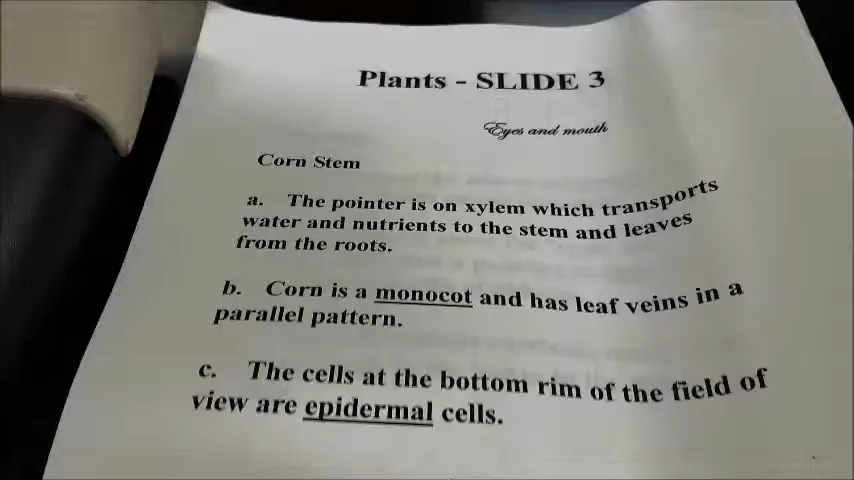 Plants - SLIDE 3
Eyes and mouth
Corn Stem
a. The pointer is on xylem which transports
water and nutrients to the stem and leaves
from the roots.
b. Corn is a monocot and has leaf veins in a
parallel pattern.
c. The cells at the bottom rim of the field of
view are epidermal cells.